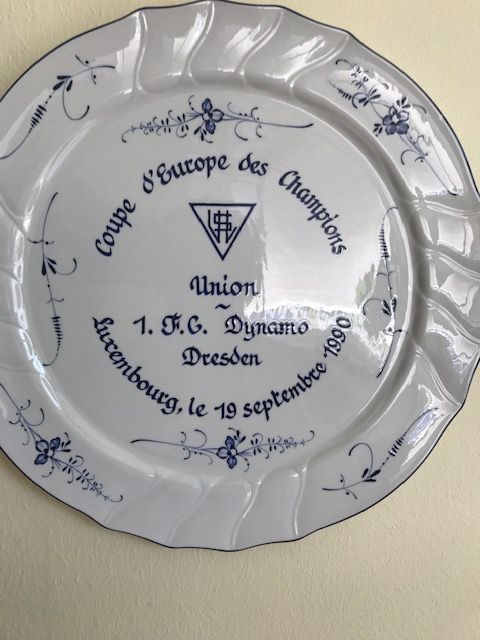 Coupe d'Europe des Champions
Union
~
1. F.C. Dynamo
Dresden
Luxembourg, le 19 septembre 1990